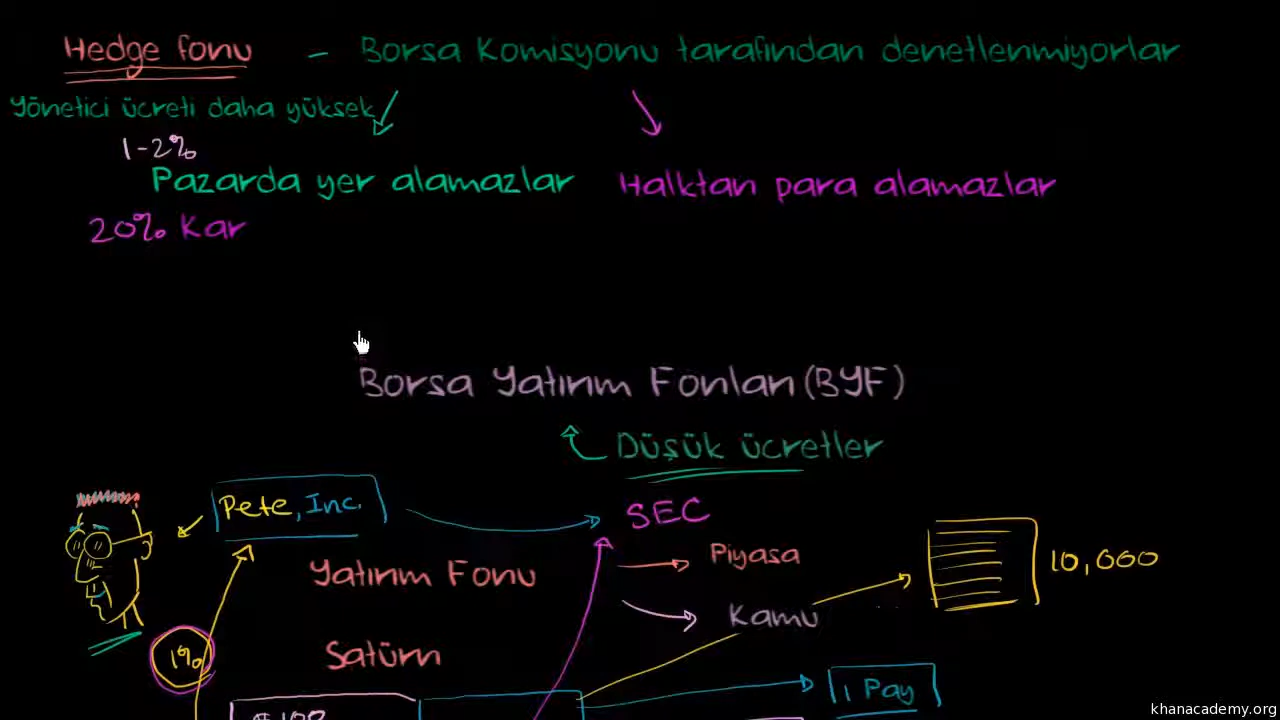 Hedge fonu - Borsa Komisyonu tarafından denetlenmiyorlar
Yönetici ücreti daha yüksek
1-2%
Pazarda yer alamazlar
Halktan para alamazlar
20% Kar
Borsa Yatırım Fonları (BYF)
Düşük ücretler
Pete, Inc.
SEC
Piyasa
10,000
Yatırım Fonu
Kamu
Satürn
1%
1 Pay
$100
khanacademy.org